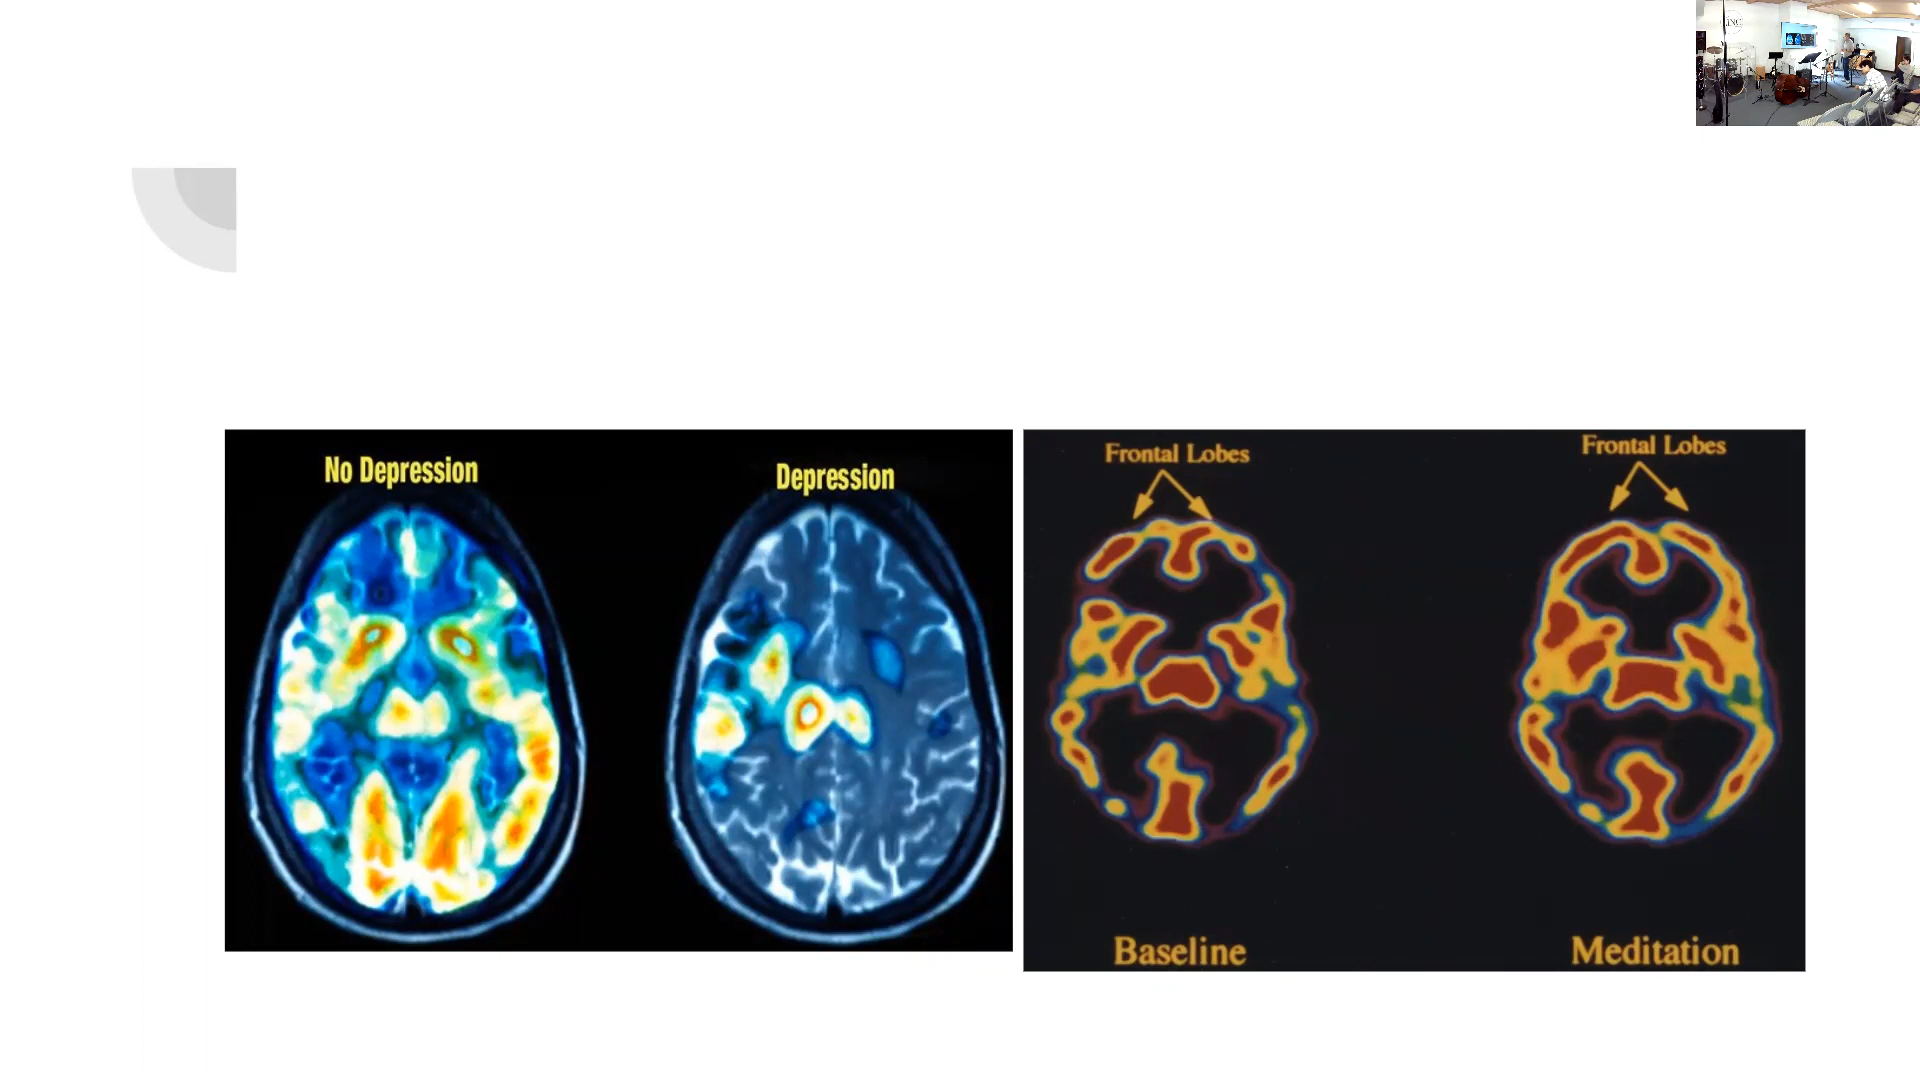 No Depression
Depression
Frontal Lobes
Frontal Lobes
Baseline
Meditation